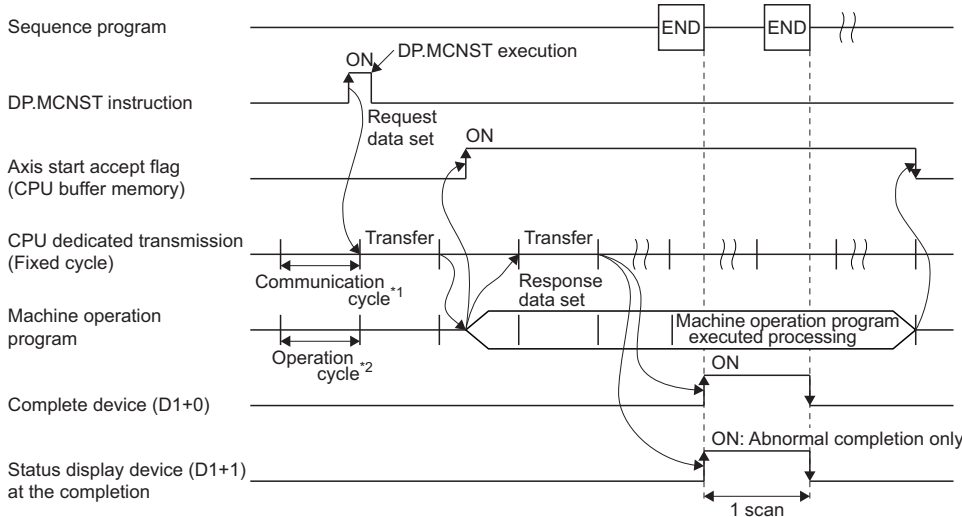 Sequence program
END
END
ON
DP.MCNST execution
DP.MCNST instruction
Request
data set
ON
Axis start accept flag
(CPU buffer memory)
CPU dedicated transmission
(Fixed cycle)
Transfer
Transfer
Communication
cycle*1
Response
data set
Machine operation
program
Machine operation program
executed processing
Operation
cycle*2
ON
Complete device (D1+0)
ON: Abnormal completion only
Status display device (D1+1)
at the completion
1 scan